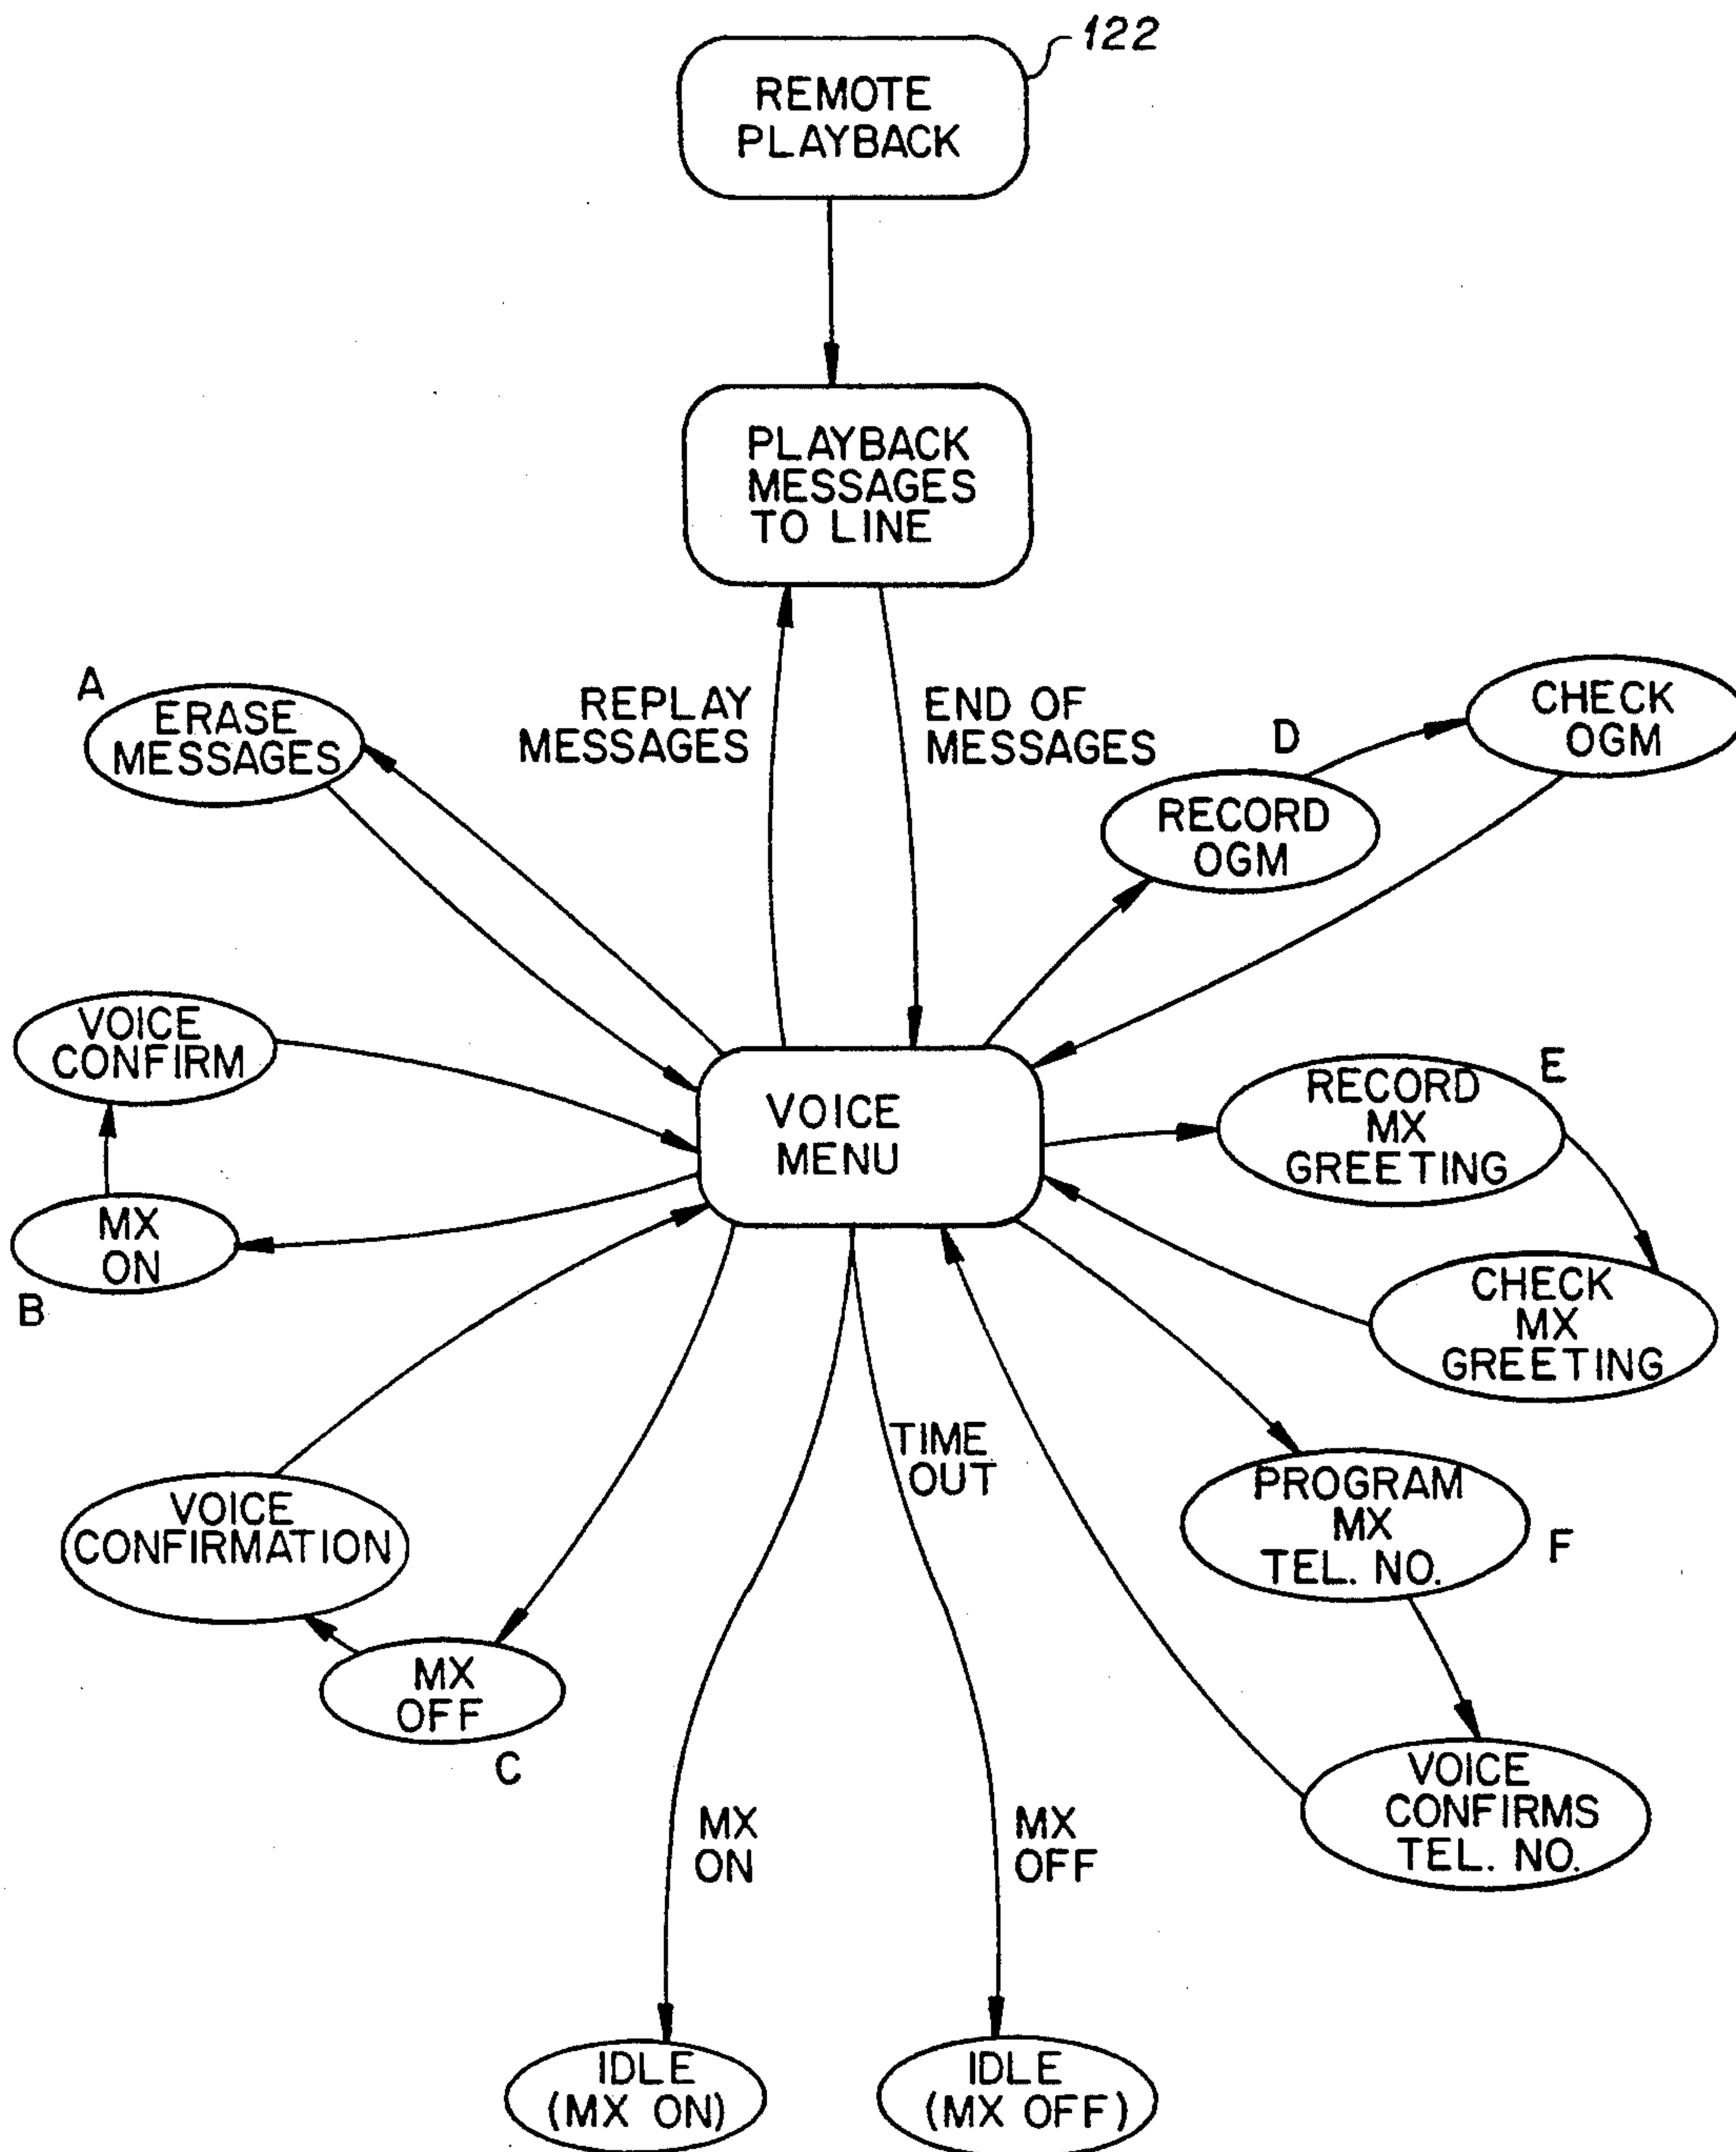 122
REMOTE
PLAYBACK
PLAYBACK
MESSAGES
TO LINE
A
ERASE
MESSAGES
REPLAY
MESSAGES
END OF
MESSAGES
D
RECORD
OGM
CHECK
OGM
VOICE
CONFIRM
MX
ON
B
VOICE
MENU
RECORD
MX
GREETING
E
CHECK
MX
GREETING
VOICE
CONFIRMATION
MX
OFF
C
TIME
OUT
PROGRAM
MX
TEL. NO.
F
VOICE
CONFIRMS
TEL. NO.
MX
ON
MX
OFF
IDLE
(MX ON)
IDLE
(MX OFF)